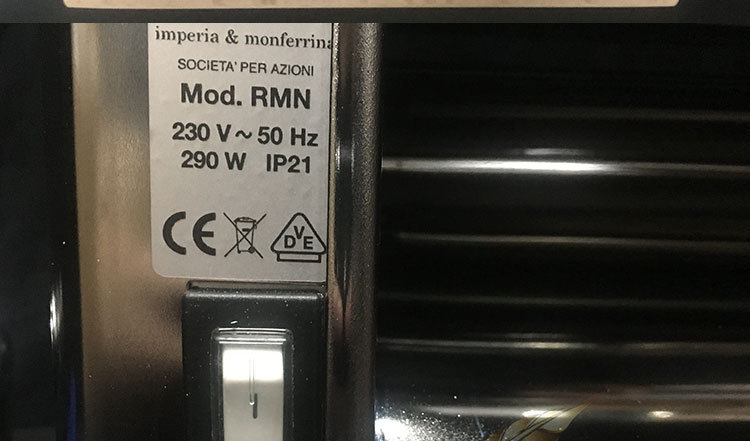 imperia & monferrina
SOCIETA' PER AZIONI
Mod. RMN
230 V ~ 50 Hz
290 W IP21
CE
VDE